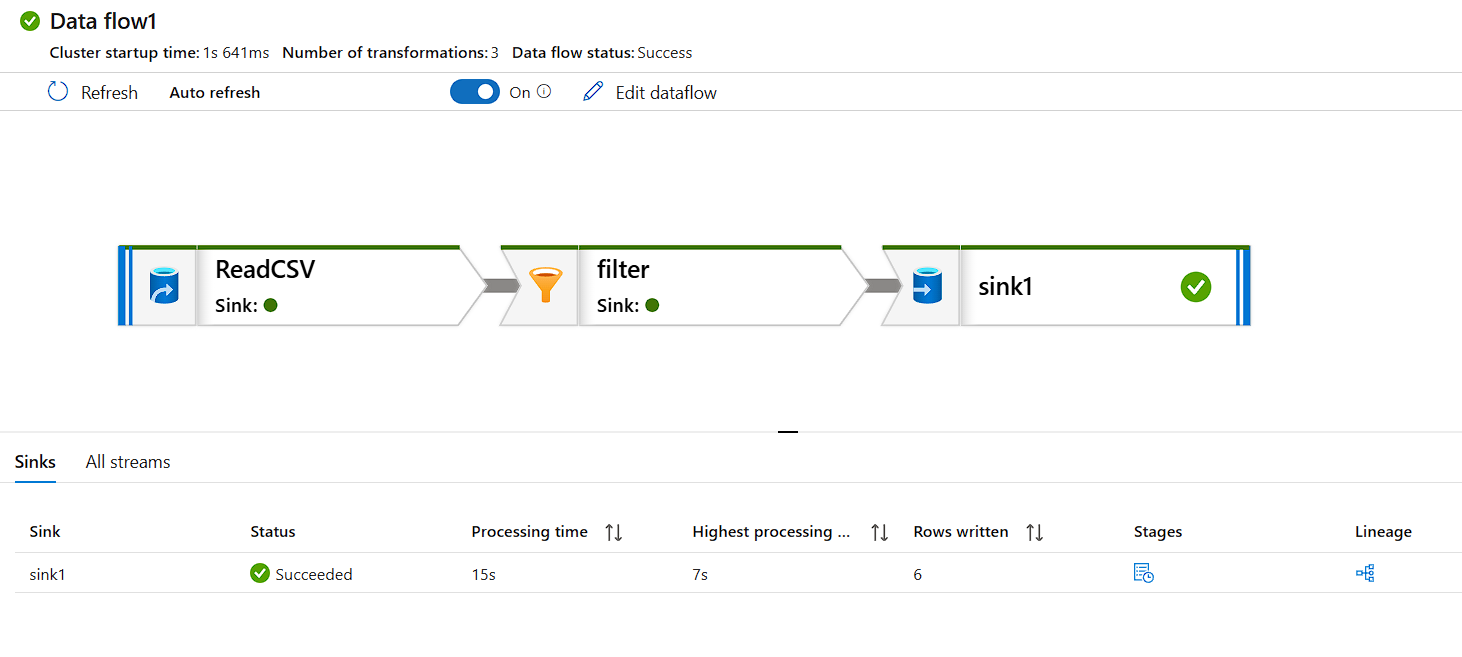 Data flow1
Cluster startup time: 1s 641ms Number of transformations: 3 Data flow status: Success
Refresh Auto refresh On Edit dataflow
ReadCSV
Sink:
filter
Sink:
sink1
Sinks All streams
Sink Status Processing time Highest processing ... Rows written Stages Lineage
sink1 Succeeded 15s 7s 6